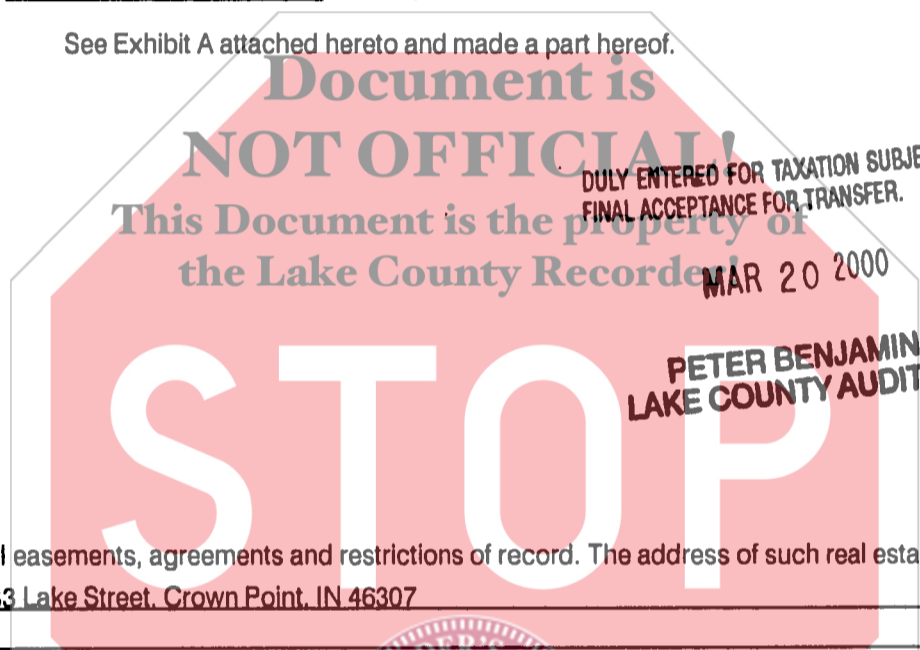 See Exhibit A attached hereto and made a part hereof.
Document is
NOT OFFICIAL!
DULY ENTERED FOR TAXATION SUBJE
FINAL ACCEPTANCE FOR TRANSFER.
This Document is the property of
the Lake County Recorder!
MAR 20 2000
PETER BENJAMIN
LAKE COUNTY AUDIT
STOP
easements, agreements and restrictions of record. The address of such real esta
3 Lake Street, Crown Point, IN 46307